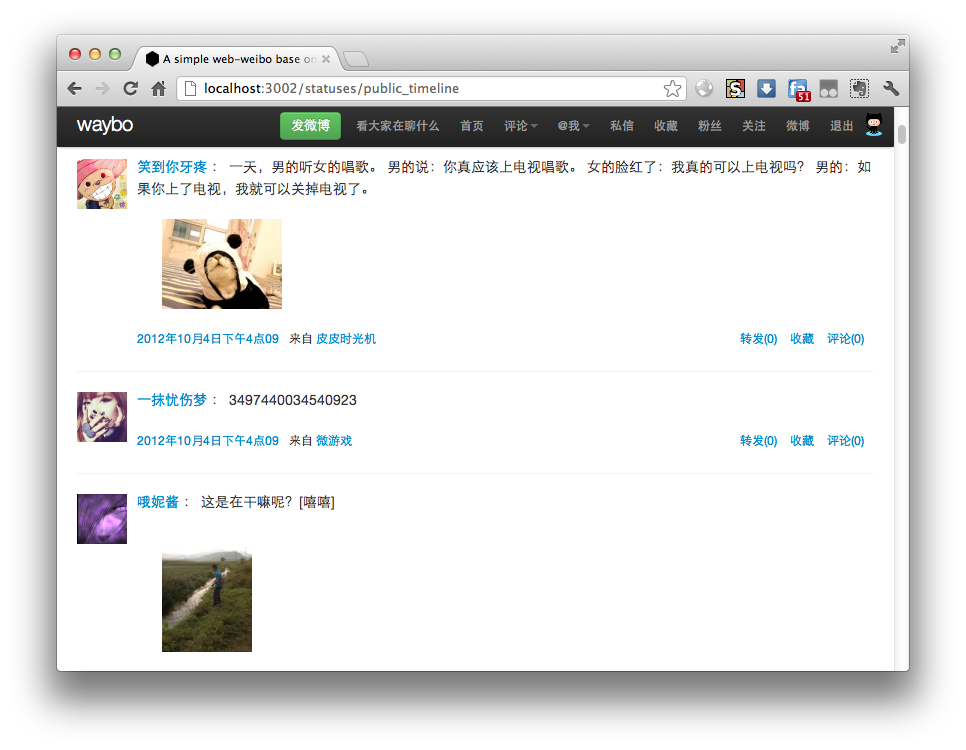 A simple web-weibo base on
localhost:3002/statuses/public_timeline
51
waybo 发微博 看大家在聊什么 首页 评论 @我 私信 收藏 粉丝 关注 微博 退出
笑到你牙疼： 一天，男的听女的唱歌。 男的说：你真应该上电视唱歌。 女的脸红了：我真的可以上电视吗？ 男的：如
果你上了电视，我就可以关掉电视了。
2012年10月4日下午4点09 来自 皮皮时光机 转发(0) 收藏 评论(0)
一抹忧伤梦： 3497440034540923
2012年10月4日下午4点09 来自 微游戏 转发(0) 收藏 评论(0)
哦妮酱： 这是在干嘛呢？[嘻嘻]